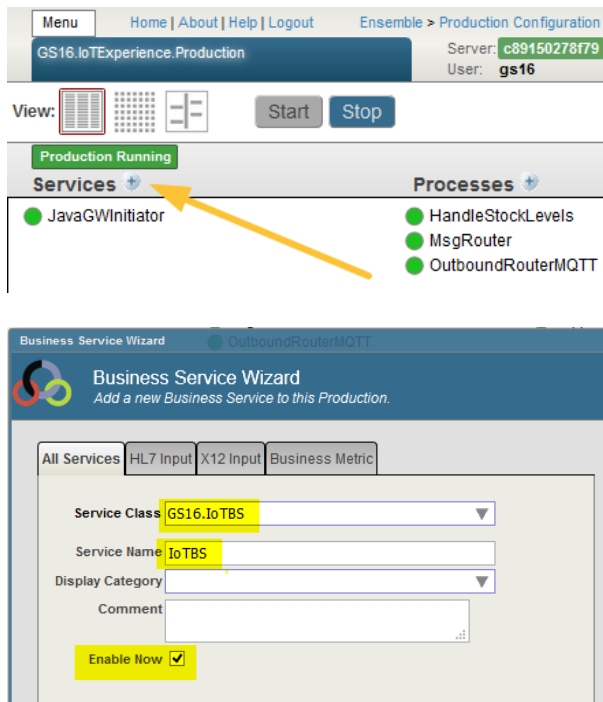 Menu Home | About | Help | Logout Ensemble > Production Configuration
GS16.IoTExperience.Production
Server: c89150278f79
User: gs16
View: Start Stop
Production Running
Services Processes
JavaGWInitiator HandleStockLevels
MsgRouter
OutboundRouterMQTT
Business Service Wizard OutboundRouterMQTT
Business Service Wizard
Add a new Business Service to this Production.
All Services HL7 Input X12 Input Business Metric
Service Class GS16.IoTBS
Service Name IoTBS
Display Category
Comment
Enable Now